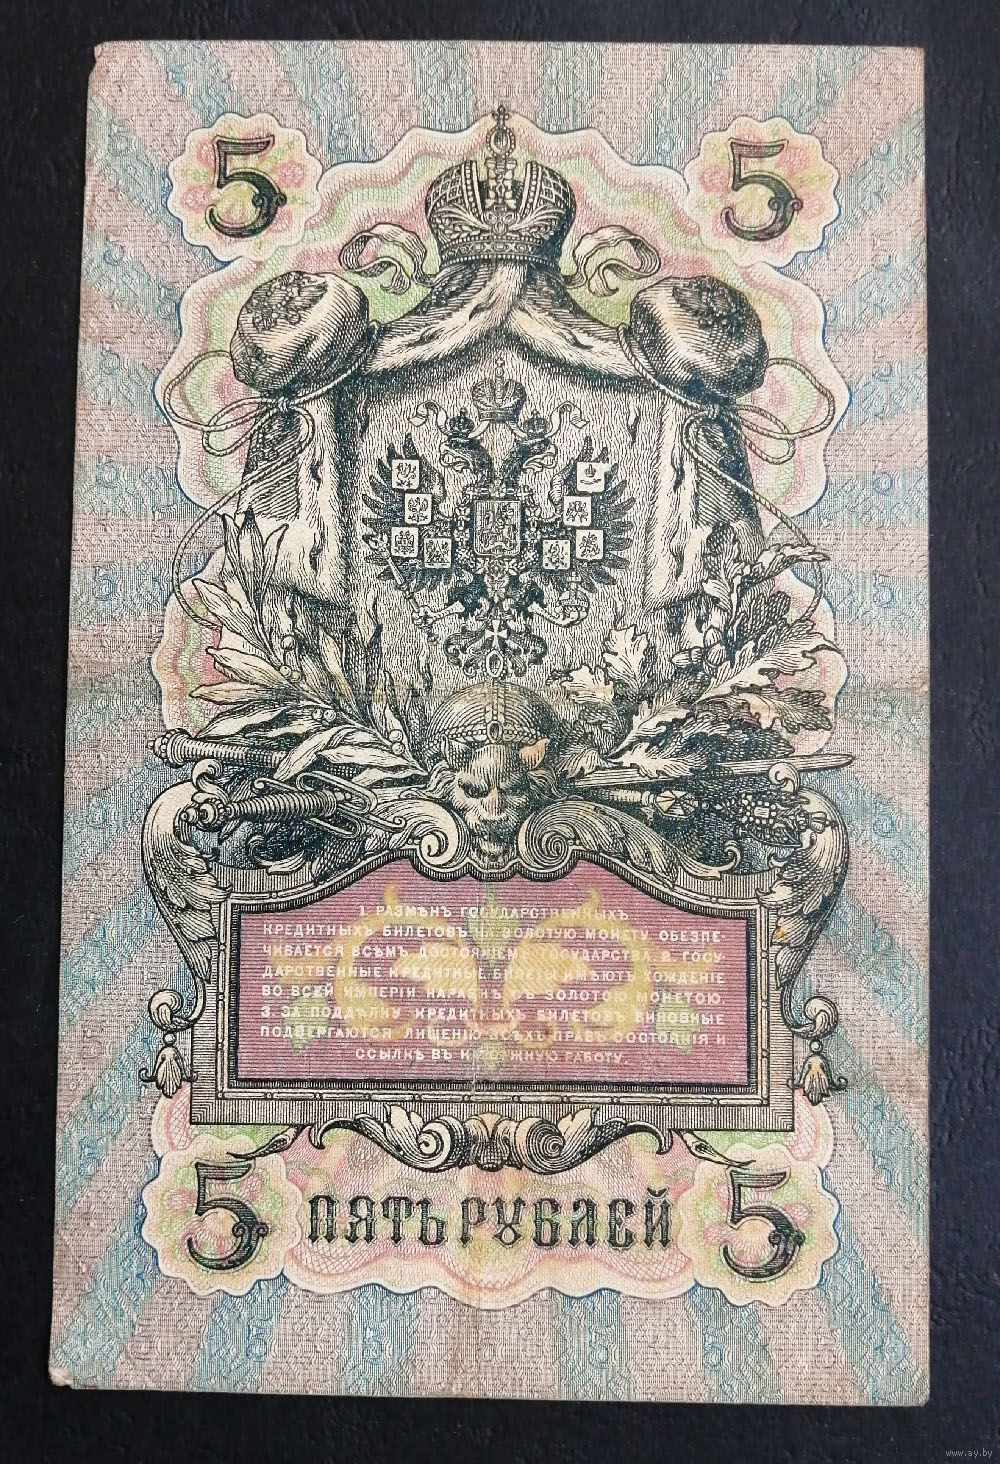 5 5
1. РАЗМѢНЪ ГОСУДАРСТВЕННЫХЪ
КРЕДИТНЫХЪ БИЛЕТОВЪ НА ЗОЛОТУЮ МОНЕТУ ОБЕЗПЕ-
ЧИВАЕТСЯ ВСѢМЪ ДОСТОЯНІЕМЪ ГОСУДАРСТВА. 2. ГОСУ-
ДАРСТВЕННЫЕ КРЕДИТНЫЕ БИЛЕТЫ ИМѢЮТЪ ХОЖДЕНІЕ
ВО ВСЕЙ ИМПЕРІИ НАРАВНѢ СЪ ЗОЛОТОЮ МОНЕТОЮ.
3. ЗА ПОДДѢЛКУ КРЕДИТНЫХЪ БИЛЕТОВЪ ВИНОВНЫЕ
ПОДВЕРГАЮТСЯ ЛИШЕНІЮ ВСѢХЪ ПРАВЪ СОСТОЯНІЯ И
ССЫЛКѢ ВЪ КАТОРЖНУЮ РАБОТУ.
5 ПЯТЬ РУБЛЕЙ 5
www.ay.by